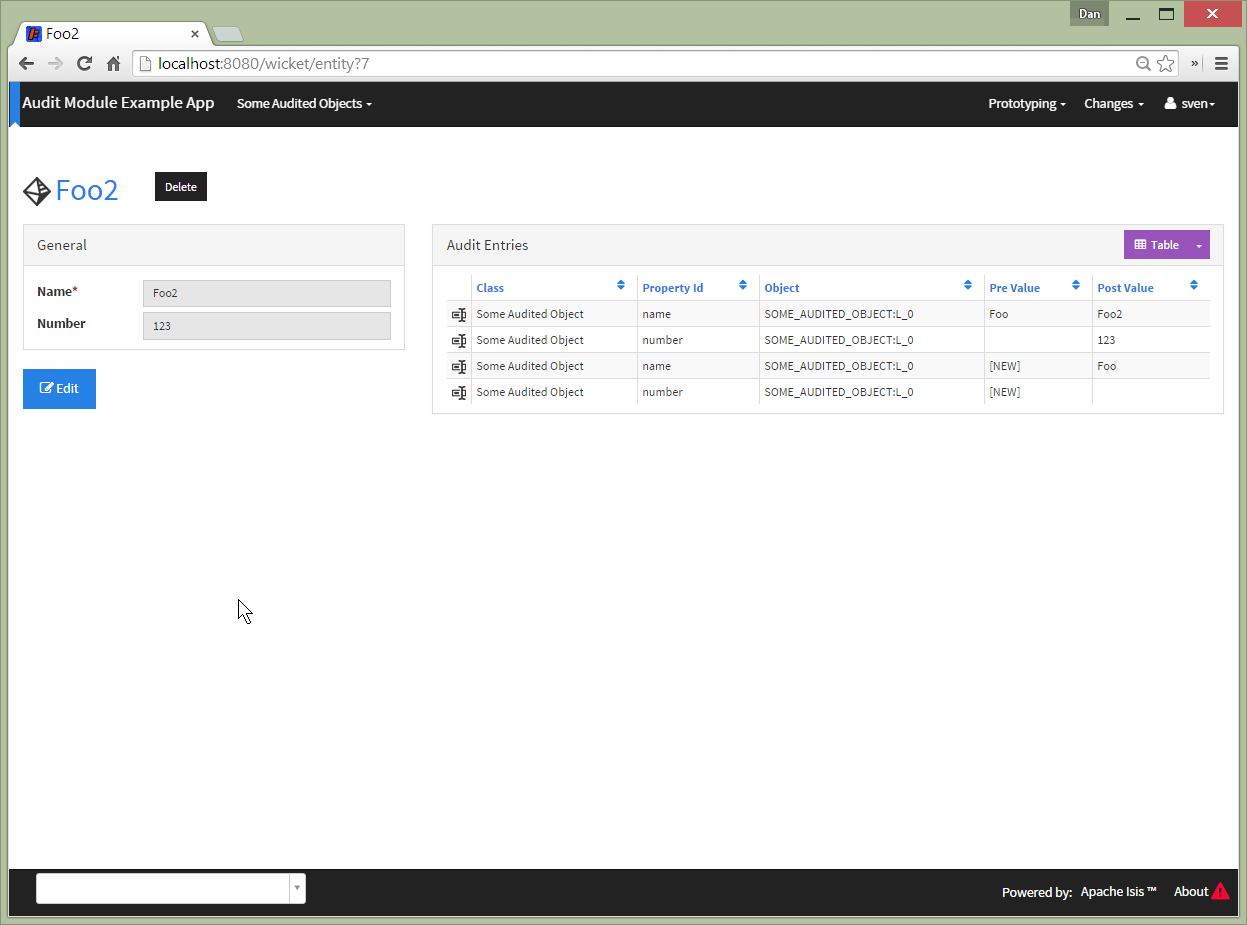 Dan
Foo2
localhost:8080/wicket/entity?7
Audit Module Example App Some Audited Objects Prototyping Changes sven
Foo2 Delete
General
Name* Foo2
Number 123
Edit
Audit Entries Table
Class Property Id Object Pre Value Post Value
Some Audited Object name SOME_AUDITED_OBJECT:L_0 Foo Foo2
Some Audited Object number SOME_AUDITED_OBJECT:L_0 123
Some Audited Object name SOME_AUDITED_OBJECT:L_0 [NEW] Foo
Some Audited Object number SOME_AUDITED_OBJECT:L_0 [NEW]
Powered by: Apache Isis™ About